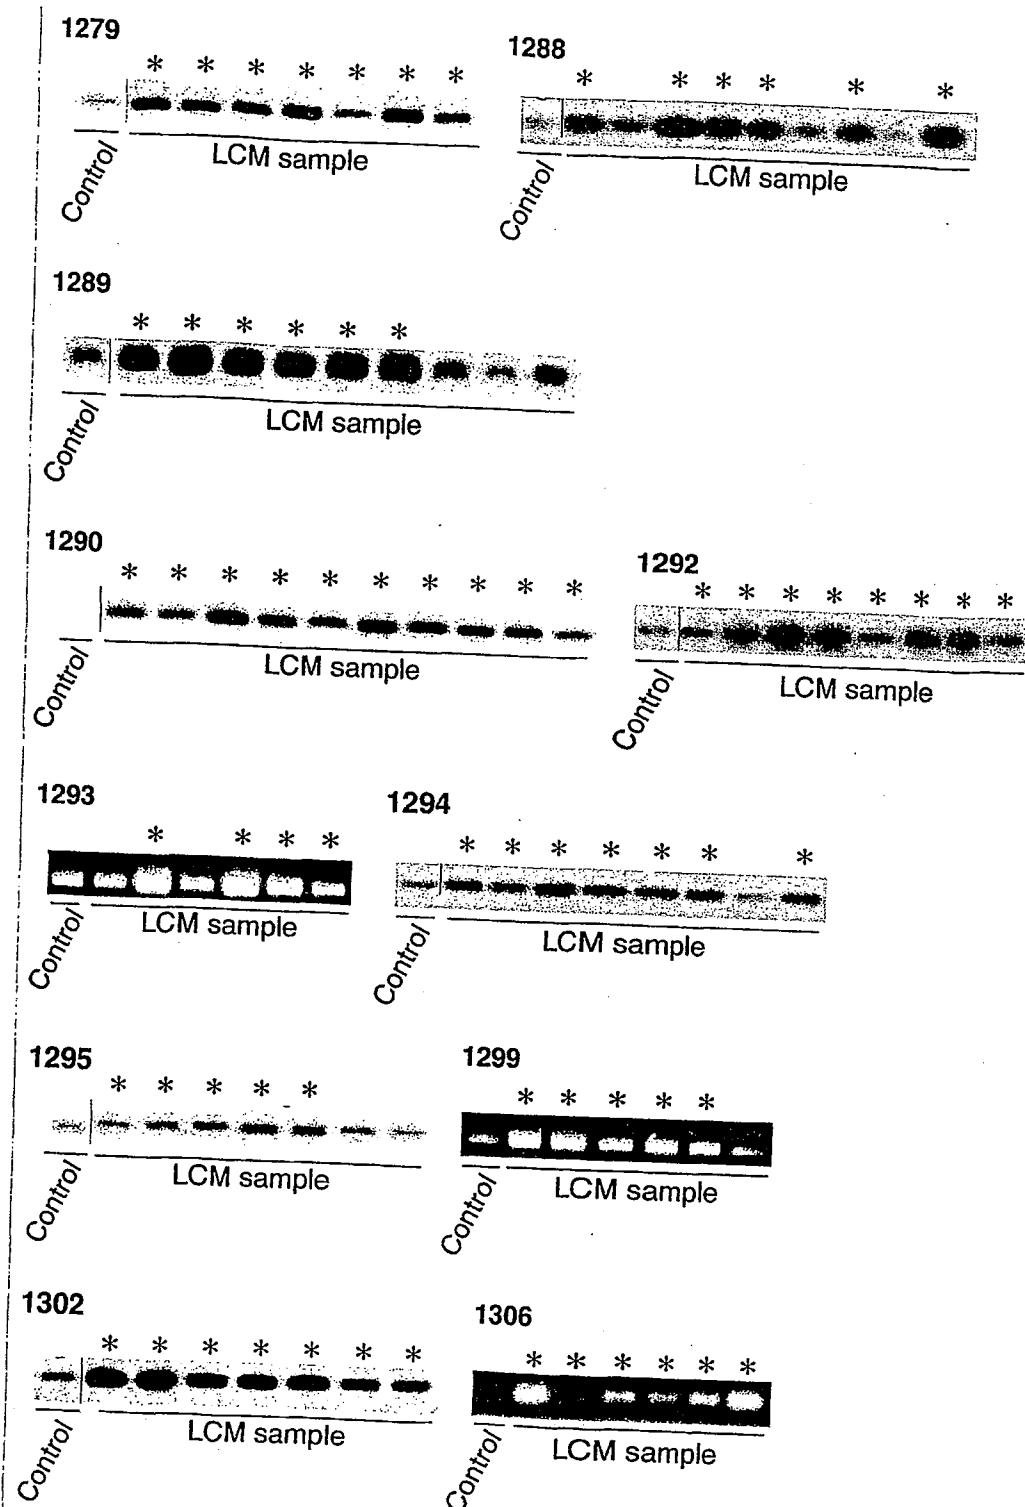 1279
* * * * * * *
Control
LCM sample
1288
* * * * * *
Control
LCM sample
1289
* * * * * *
Control
LCM sample
1290
* * * * * * * * * *
Control
LCM sample
1292
* * * * * * * *
Control
LCM sample
1293
* * * *
Control
LCM sample
1294
* * * * * * *
Control
LCM sample
1295
* * * * *
Control
LCM sample
1299
* * * * *
Control
LCM sample
1302
* * * * * * *
Control
LCM sample
1306
* * * * * *
Control
LCM sample